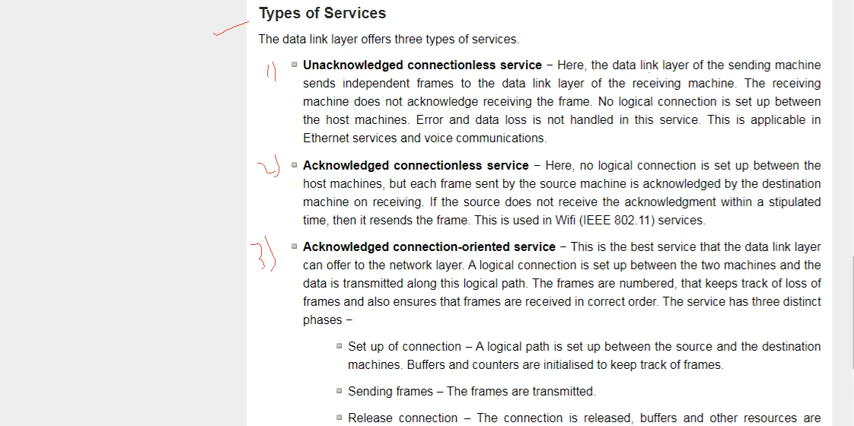 Types of Services
The data link layer offers three types of services.
1) Unacknowledged connectionless service − Here, the data link layer of the sending machine
sends independent frames to the data link layer of the receiving machine. The receiving
machine does not acknowledge receiving the frame. No logical connection is set up between
the host machines. Error and data loss is not handled in this service. This is applicable in
Ethernet services and voice communications.
2) Acknowledged connectionless service − Here, no logical connection is set up between the
host machines, but each frame sent by the source machine is acknowledged by the destination
machine on receiving. If the source does not receive the acknowledgment within a stipulated
time, then it resends the frame. This is used in Wifi (IEEE 802.11) services.
3) Acknowledged connection-oriented service − This is the best service that the data link layer
can offer to the network layer. A logical connection is set up between the two machines and the
data is transmitted along this logical path. The frames are numbered, that keeps track of loss of
frames and also ensures that frames are received in correct order. The service has three distinct
phases −
Set up of connection – A logical path is set up between the source and the destination
machines. Buffers and counters are initialised to keep track of frames.
Sending frames – The frames are transmitted.
Release connection – The connection is released, buffers and other resources are